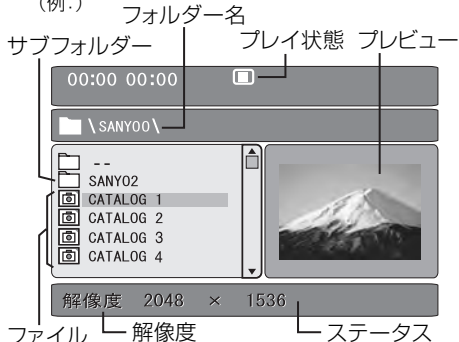 (例.)
フォルダー名
サブフォルダー
プレイ状態
プレビュー
00:00 00:00
\SANYO0\
--
SANYO2
CATALOG 1
CATALOG 2
CATALOG 3
CATALOG 4
解像度 2048 × 1536
ファイル
解像度
ステータス